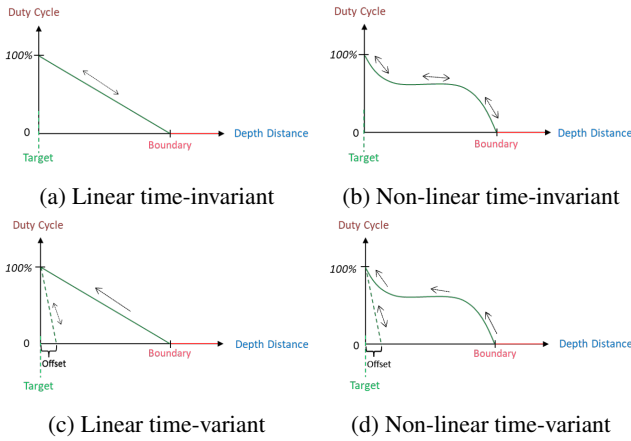 Duty Cycle
100%
0
Depth Distance
Boundary
Target
(a) Linear time-invariant
Duty Cycle
100%
0
Depth Distance
Boundary
Target
(b) Non-linear time-invariant
Duty Cycle
100%
0
Depth Distance
Boundary
Offset
Target
(c) Linear time-variant
Duty Cycle
100%
0
Depth Distance
Boundary
Offset
Target
(d) Non-linear time-variant